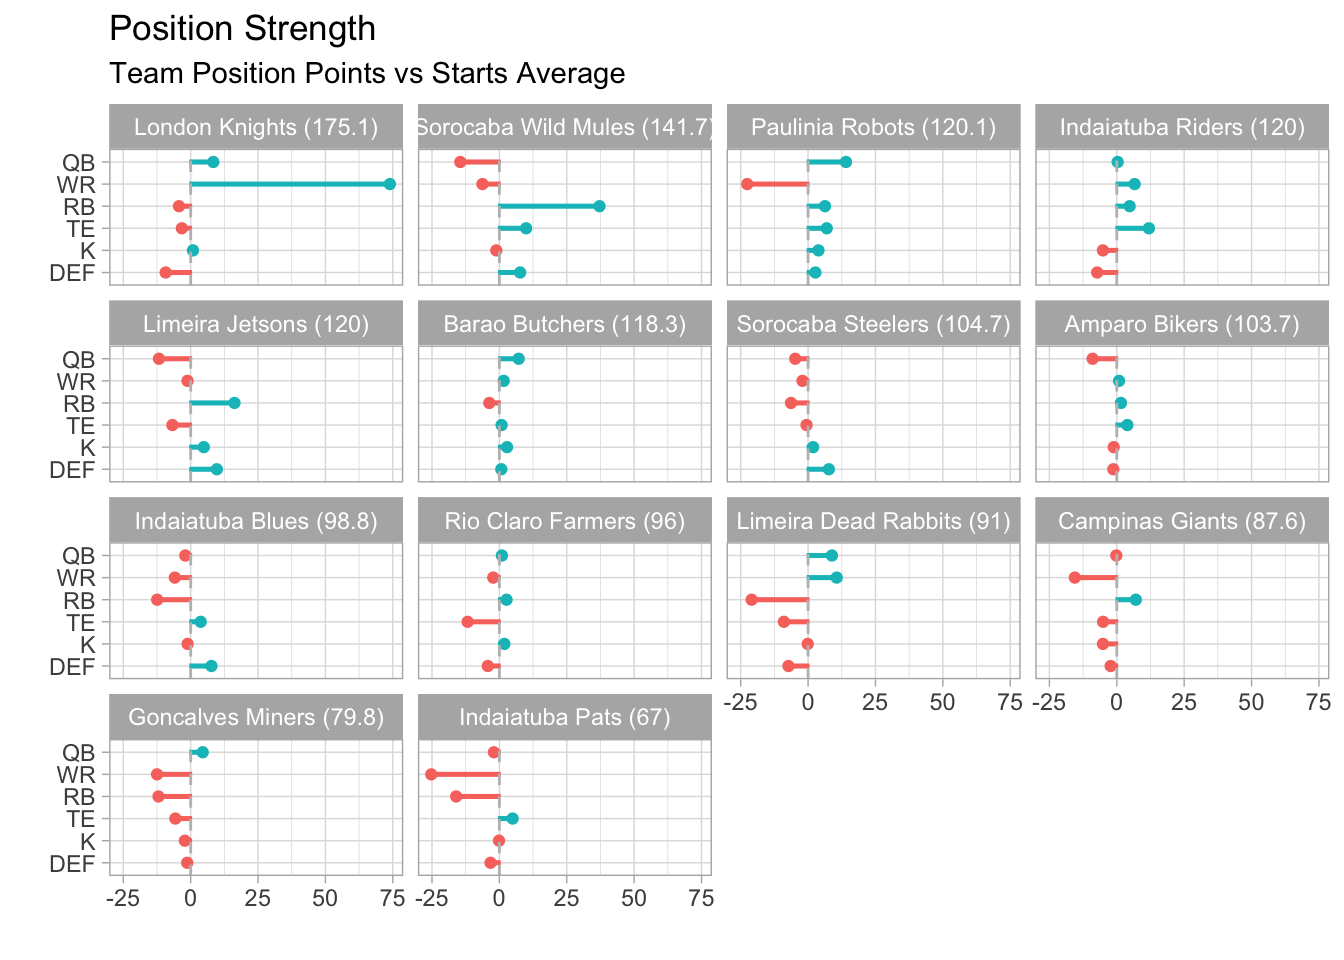 Position Strength
Team Position Points vs Starts Average
London Knights (175.1)
Sorocaba Wild Mules (141.7)
Paulinia Robots (120.1)
Indaiatuba Riders (120)
QB
WR
RB
TE
K
DEF
Limeira Jetsons (120)
Barao Butchers (118.3)
Sorocaba Steelers (104.7)
Amparo Bikers (103.7)
QB
WR
RB
TE
K
DEF
Indaiatuba Blues (98.8)
Rio Claro Farmers (96)
Limeira Dead Rabbits (91)
Campinas Giants (87.6)
QB
WR
RB
TE
K
DEF
-25 0 25 50 75
-25 0 25 50 75
Goncalves Miners (79.8)
Indaiatuba Pats (67)
QB
WR
RB
TE
K
DEF
-25 0 25 50 75
-25 0 25 50 75